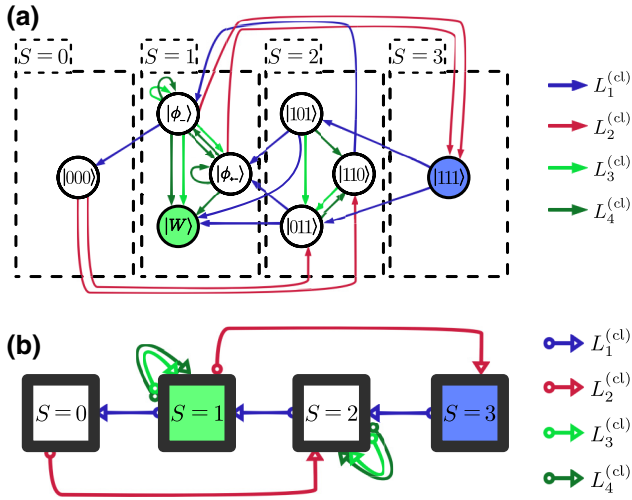 (a)
S = 0 S = 1 S = 2 S = 3
|ϕ₋⟩ |101⟩
|000⟩ |ϕ₊⟩ |110⟩ |111⟩
|W⟩ |011⟩
L₁^(cl)
L₂^(cl)
L₃^(cl)
L₄^(cl)
(b)
S = 0 S = 1 S = 2 S = 3
L₁^(cl)
L₂^(cl)
L₃^(cl)
L₄^(cl)